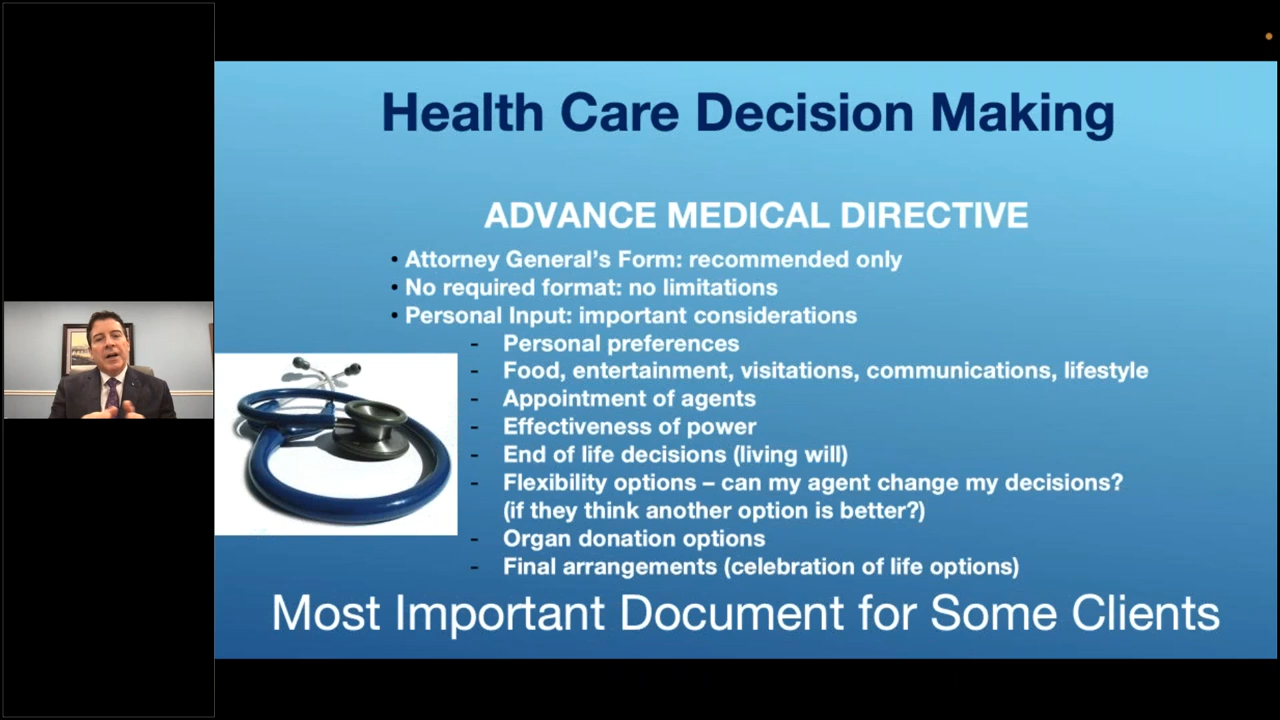 Health Care Decision Making
ADVANCE MEDICAL DIRECTIVE
• Attorney General's Form: recommended only
• No required format: no limitations
• Personal Input: important considerations
- Personal preferences
- Food, entertainment, visitations, communications, lifestyle
- Appointment of agents
- Effectiveness of power
- End of life decisions (living will)
- Flexibility options – can my agent change my decisions?
(if they think another option is better?)
- Organ donation options
- Final arrangements (celebration of life options)
Most Important Document for Some Clients